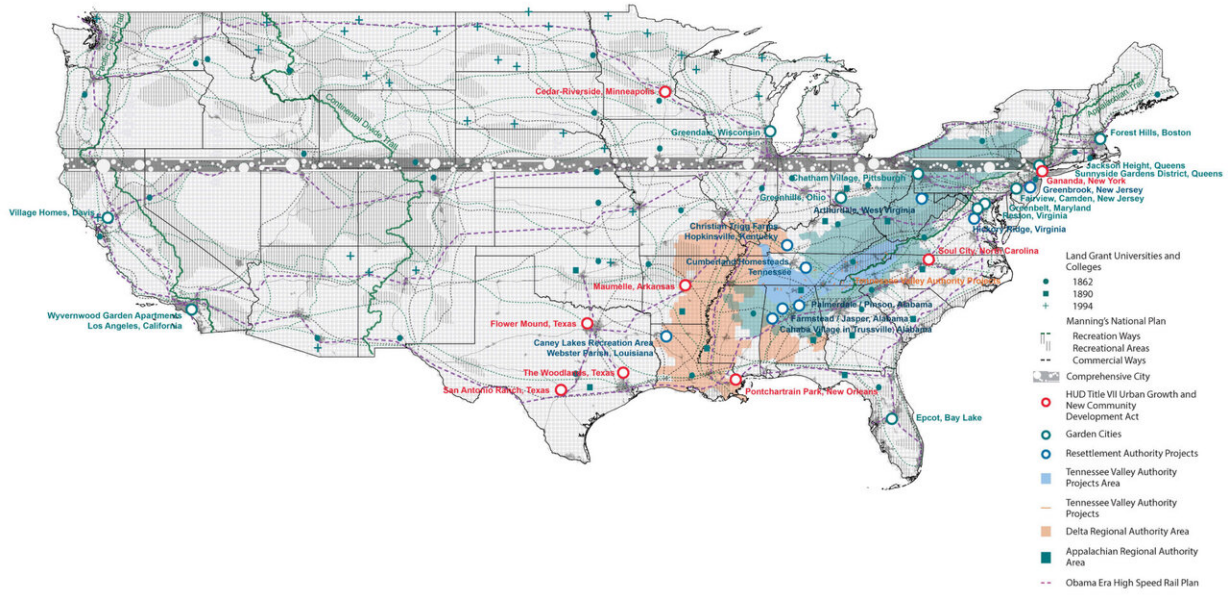 Pacific Crest Trail
Continental Divide Trail
Appalachian Trail
Cedar-Riverside, Minneapolis
Greendale, Wisconsin
Forest Hills, Boston
Jackson Height, Queens
Sunnyside Gardens District, Queens
Gananda, New York
Greenbrook, New Jersey
Fairview, Camden, New Jersey
Greenbelt, Maryland
Reston, Virginia
Hickory Ridge, Virginia
Chatham Village, Pittsburgh
Greenhills, Ohio
Arthurdale, West Virginia
Village Homes, Davis
Christian Trigg Farms
Hopkinsville, Kentucky
Soul City, North Carolina
Cumberland Homesteads,
Tennessee
Tennessee Valley Authority Projects
Maumelle, Arkansas
Palmerdale / Pinson, Alabama
Farmstead / Jasper, Alabama
Cahaba Village in Trussville, Alabama
Wyvernwood Garden Apartments
Los Angeles, California
Flower Mound, Texas
Caney Lakes Recreation Area
Webster Parish, Louisiana
The Woodlands, Texas
San Antonio Ranch, Texas
Pontchartrain Park, New Orleans
Epcot, Bay Lake
Land Grant Universities and
Colleges
1862
1890
1994
Manning's National Plan
Recreation Ways
Recreational Areas
Commercial Ways
Comprehensive City
HUD Title VII Urban Growth and
New Community
Development Act
Garden Cities
Resettlement Authority Projects
Tennessee Valley Authority
Projects Area
Tennessee Valley Authority
Projects
Delta Regional Authority Area
Appalachian Regional Authority
Area
Obama Era High Speed Rail Plan